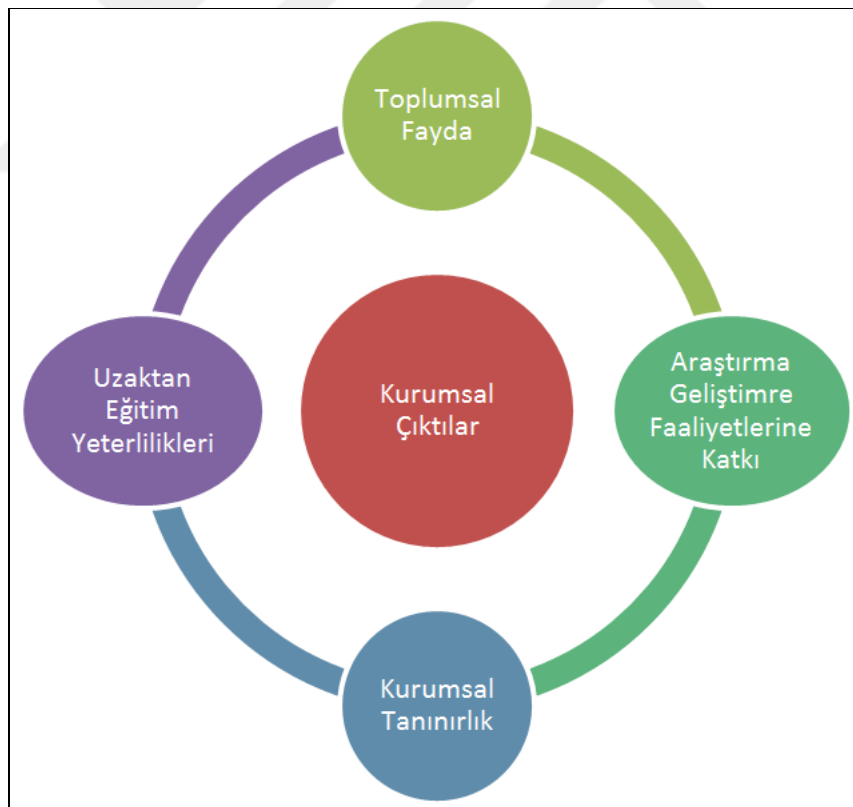 Toplumsal
Fayda
Uzaktan
Eğitim
Yeterlilikleri
Kurumsal
Çıktılar
Araştırma
Geliştimre
Faaliyetlerine
Katkı
Kurumsal
Tanınırlık